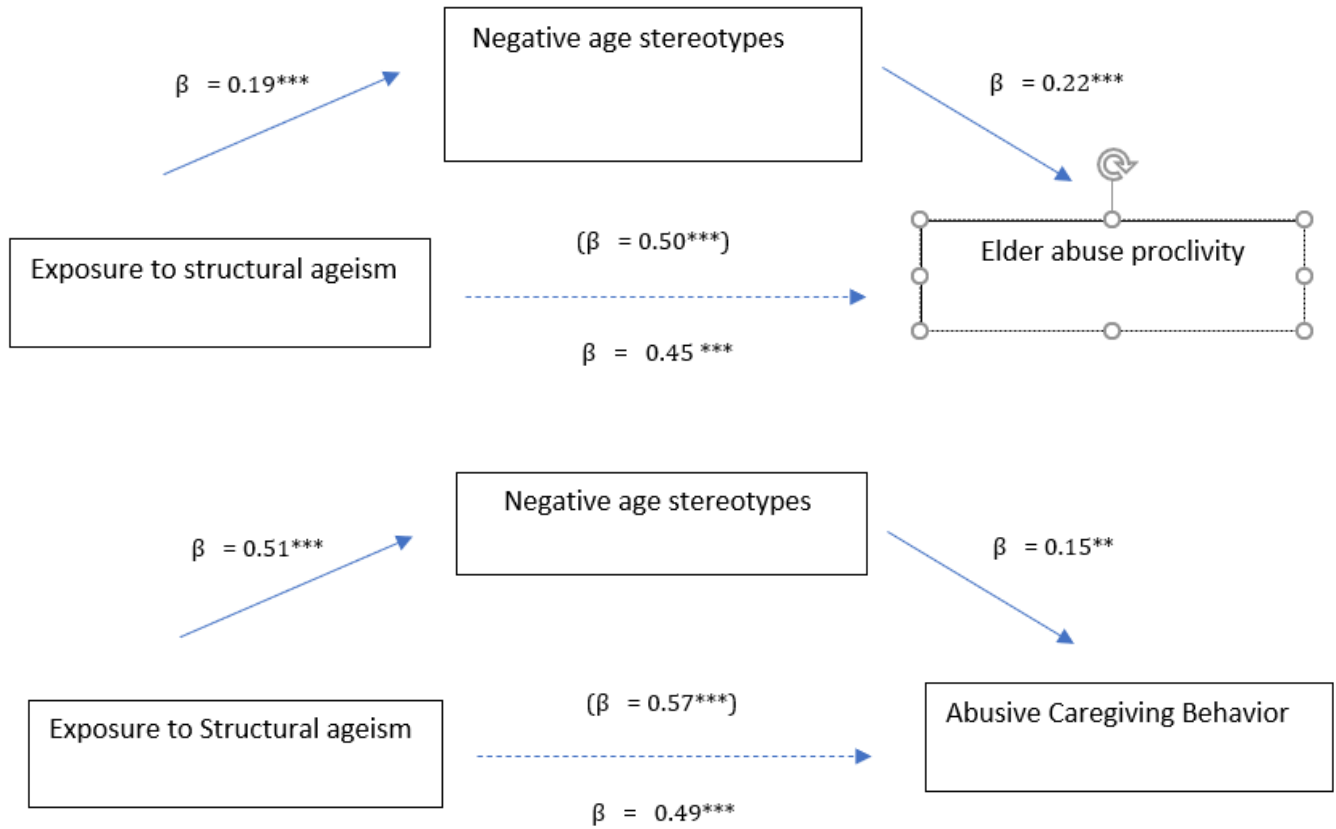 Negative age stereotypes
β = 0.19***
β = 0.22***
(β = 0.50***)
Elder abuse proclivity
Exposure to structural ageism
β = 0.45 ***
Negative age stereotypes
β = 0.51***
β = 0.15**
(β = 0.57***)
Abusive Caregiving Behavior
Exposure to Structural ageism
β = 0.49***